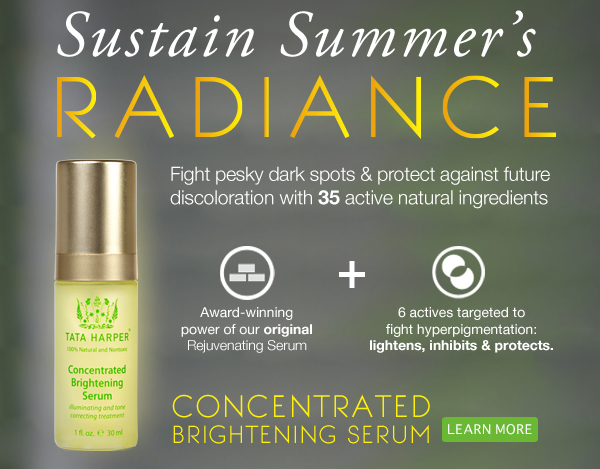 Sustain Summer's
RADIANCE
Fight pesky dark spots & protect against future
discoloration with 35 active natural ingredients
Award-winning
power of our original
Rejuvenating Serum
+
6 actives targeted to
fight hyperpigmentation:
lightens, inhibits & protects.
TATA HARPER
100% Natural and Nontoxic
Concentrated
Brightening
Serum
illuminating and tone
correcting treatment
1 fl. oz. ℮ 30 ml
CONCENTRATED
BRIGHTENING SERUM
LEARN MORE